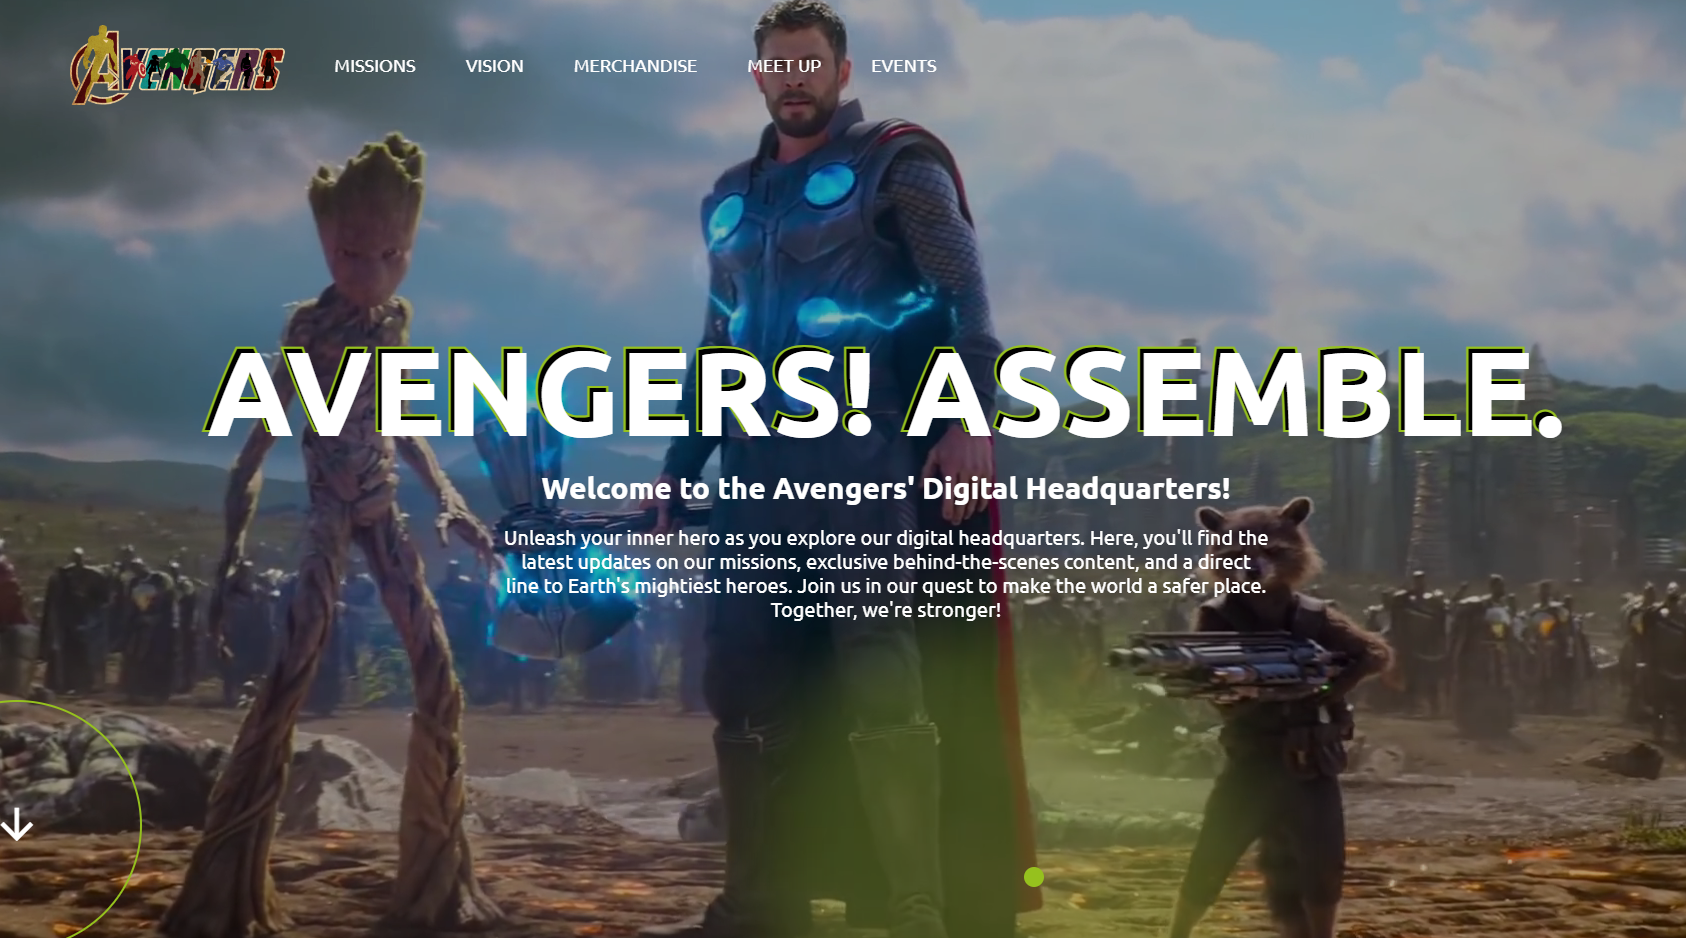 AVENGERS
MISSIONS VISION MERCHANDISE MEET UP EVENTS
AVENGERS! ASSEMBLE.
Welcome to the Avengers' Digital Headquarters!
Unleash your inner hero as you explore our digital headquarters. Here, you'll find the
latest updates on our missions, exclusive behind-the-scenes content, and a direct
line to Earth's mightiest heroes. Join us in our quest to make the world a safer place.
Together, we're stronger!